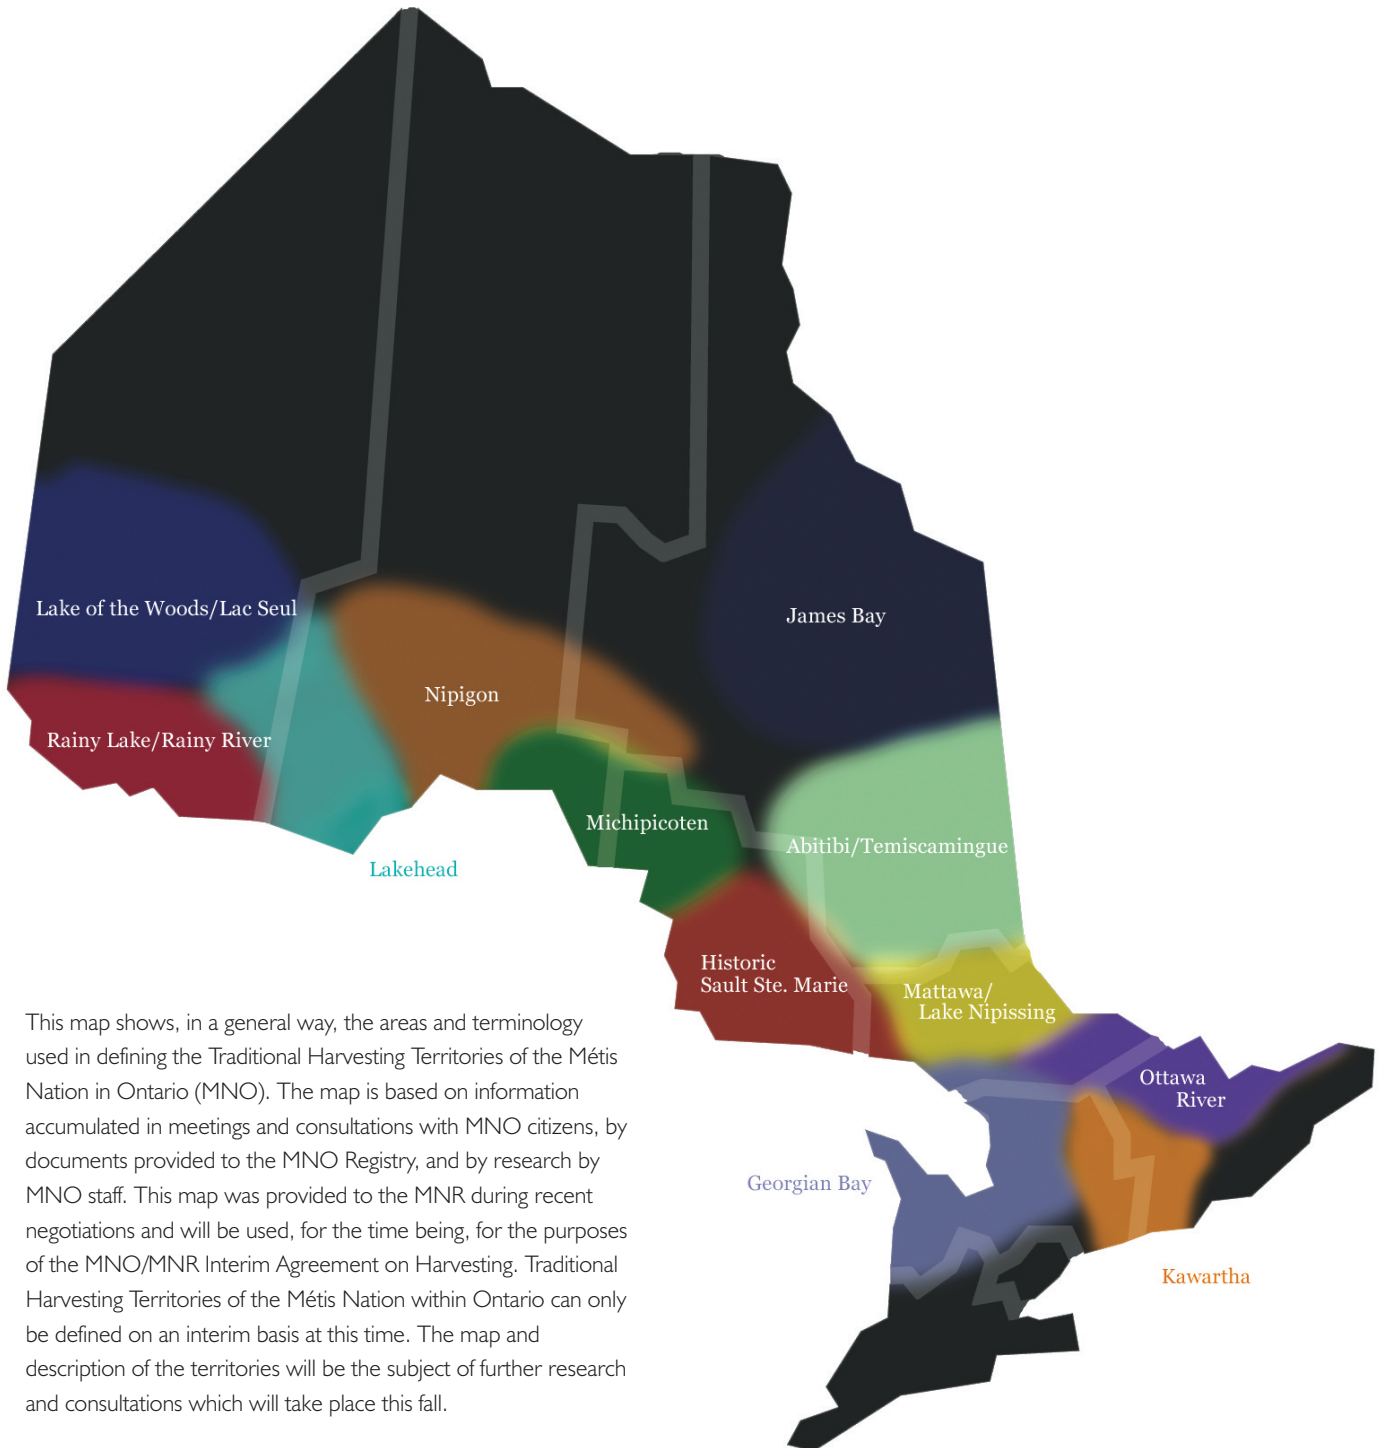 Lake of the Woods/Lac Seul
James Bay
Nipigon
Rainy Lake/Rainy River
Michipicoten
Abitibi/Temiscamingue
Lakehead
Historic
Sault Ste. Marie
Mattawa/
Lake Nipissing
Ottawa
River
Georgian Bay
Kawartha
This map shows, in a general way, the areas and terminology
used in defining the Traditional Harvesting Territories of the Métis
Nation in Ontario (MNO). The map is based on information
accumulated in meetings and consultations with MNO citizens, by
documents provided to the MNO Registry, and by research by
MNO staff. This map was provided to the MNR during recent
negotiations and will be used, for the time being, for the purposes
of the MNO/MNR Interim Agreement on Harvesting. Traditional
Harvesting Territories of the Métis Nation within Ontario can only
be defined on an interim basis at this time. The map and
description of the territories will be the subject of further research
and consultations which will take place this fall.